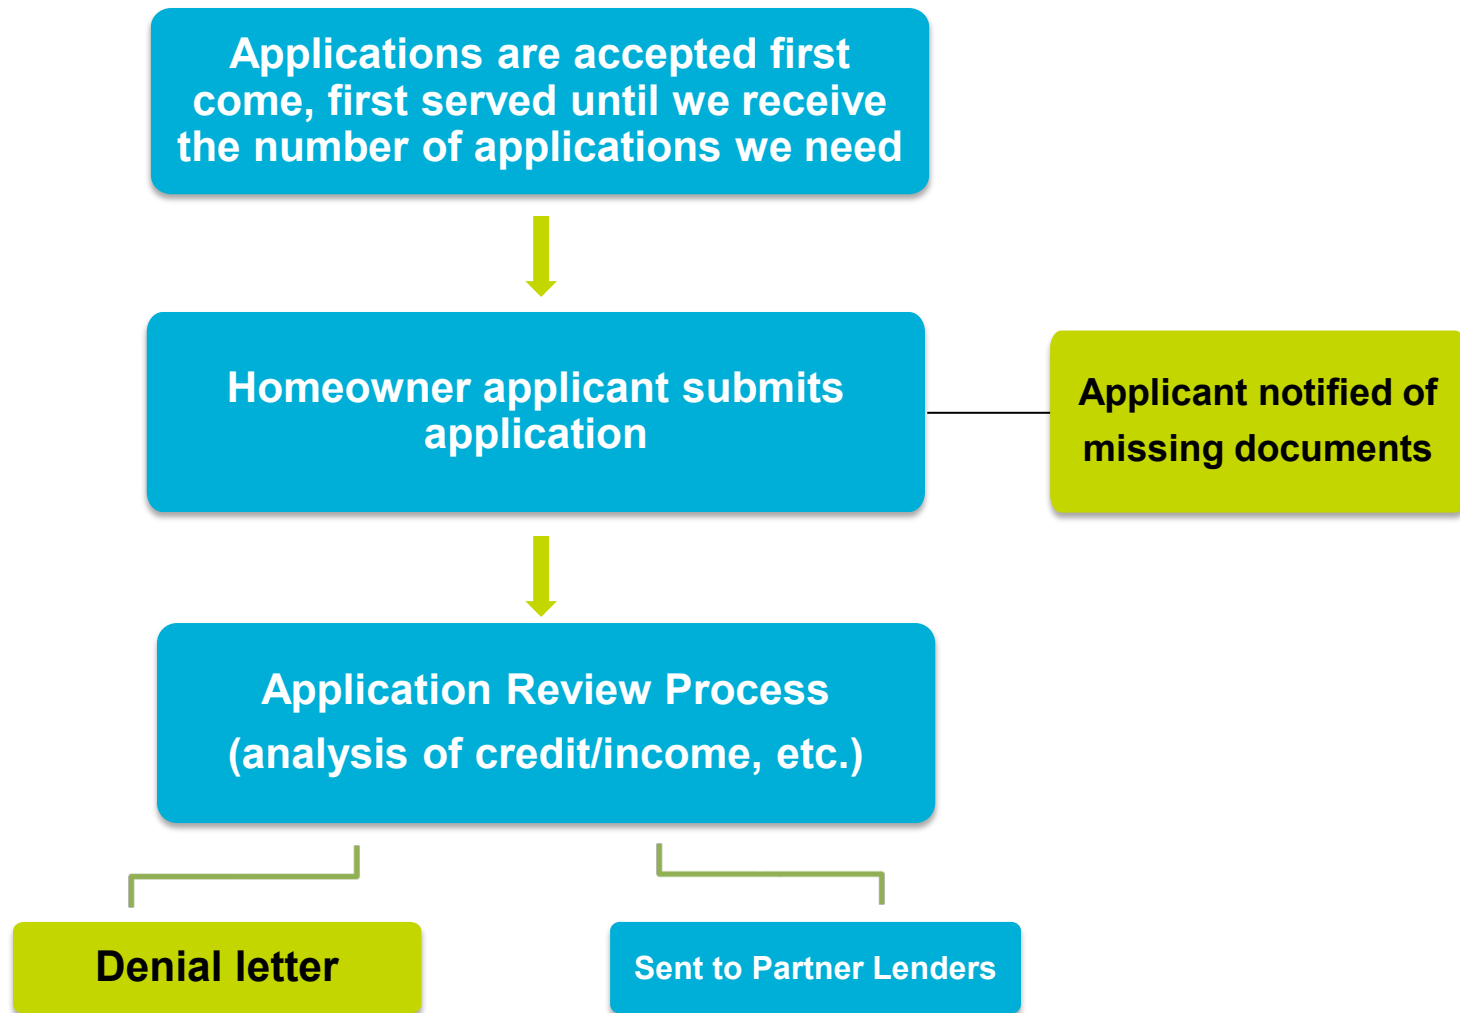 Applications are accepted first
come, first served until we receive
the number of applications we need
Homeowner applicant submits
application
Applicant notified of
missing documents
Application Review Process
(analysis of credit/income, etc.)
Denial letter
Sent to Partner Lenders